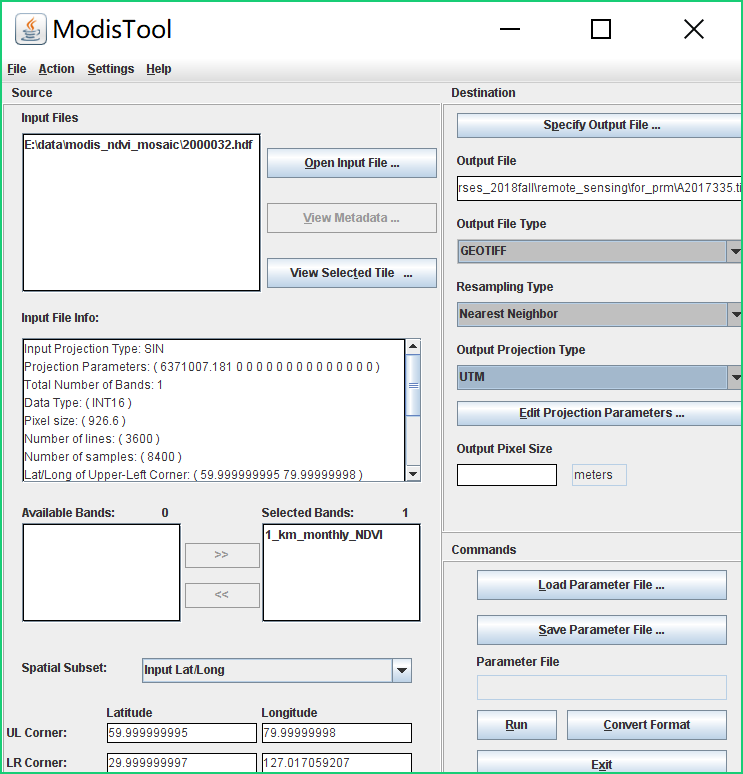 ModisTool
File Action Settings Help
Source
Input Files
E:\data\modis_ndvi_mosaic\2000032.hdf
Open Input File ...
View Metadata ...
View Selected Tile ...
Input File Info:
Input Projection Type: SIN
Projection Parameters: ( 6371007.181 0 0 0 0 0 0 0 0 0 0 0 0 0 0 )
Total Number of Bands: 1
Data Type: ( INT16 )
Pixel size: ( 926.6 )
Number of lines: ( 3600 )
Number of samples: ( 8400 )
Lat/Long of Upper-Left Corner: ( 59.999999995 79.99999998 )
Available Bands: 0
Selected Bands: 1
1_km_monthly_NDVI
>>
<<
Spatial Subset: Input Lat/Long
Latitude Longitude
UL Corner: 59.999999995 79.99999998
LR Corner: 29.999999997 127.017059207
Destination
Specify Output File ...
Output File
rses_2018fall\remote_sensing\for_prm\A2017335.ti
Output File Type
GEOTIFF
Resampling Type
Nearest Neighbor
Output Projection Type
UTM
Edit Projection Parameters ...
Output Pixel Size
meters
Commands
Load Parameter File ...
Save Parameter File ...
Parameter File
Run Convert Format
Exit